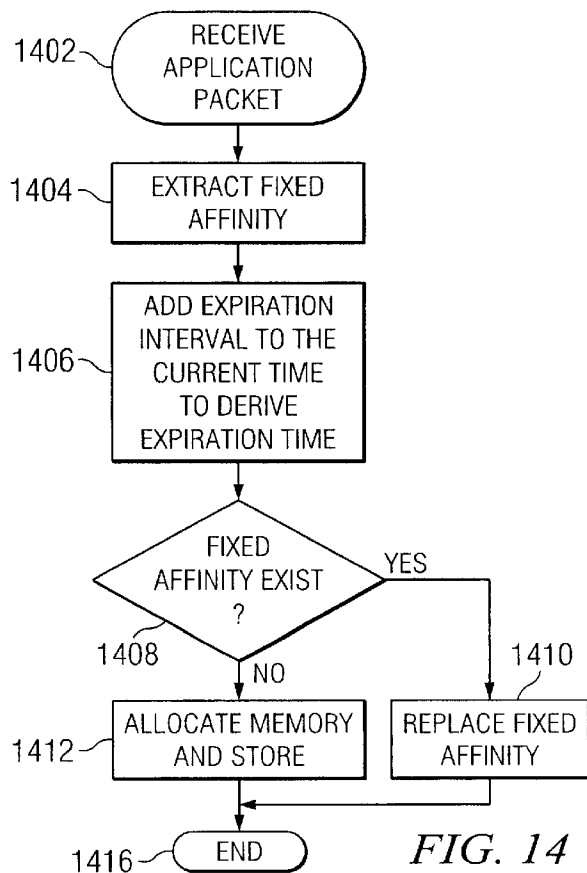 1402
RECEIVE
APPLICATION
PACKET
1404
EXTRACT FIXED
AFFINITY
1406
ADD EXPIRATION
INTERVAL TO THE
CURRENT TIME
TO DERIVE
EXPIRATION TIME
FIXED
AFFINITY EXIST
?
YES
1408
NO
1410
1412
ALLOCATE MEMORY
AND STORE
REPLACE FIXED
AFFINITY
1416
END
FIG. 14